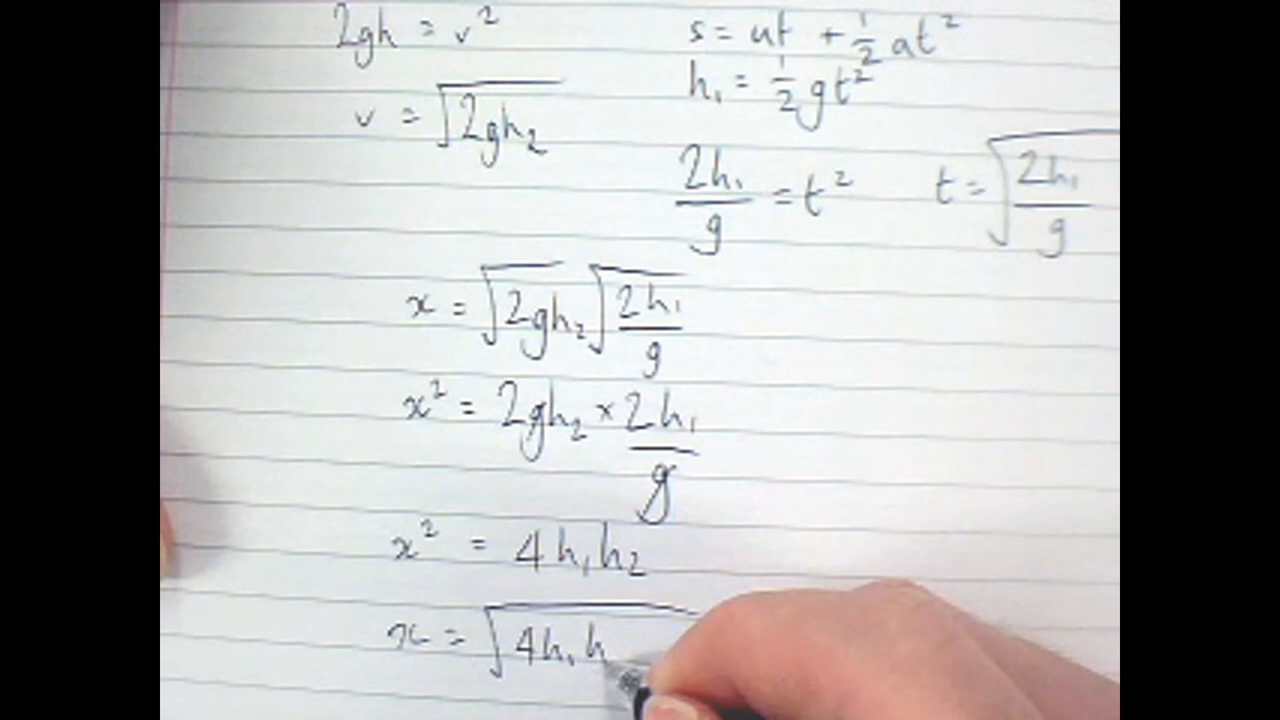 2gh = v²
s = ut + ½at²
h₁ = ½gt²
v = √2gh₂
2h₁/g = t²
t = √2h₁/g
x = √2gh₂ √2h₁/g
x² = 2gh₂ × 2h₁/g
x² = 4h₁h₂
x = √4h₁h